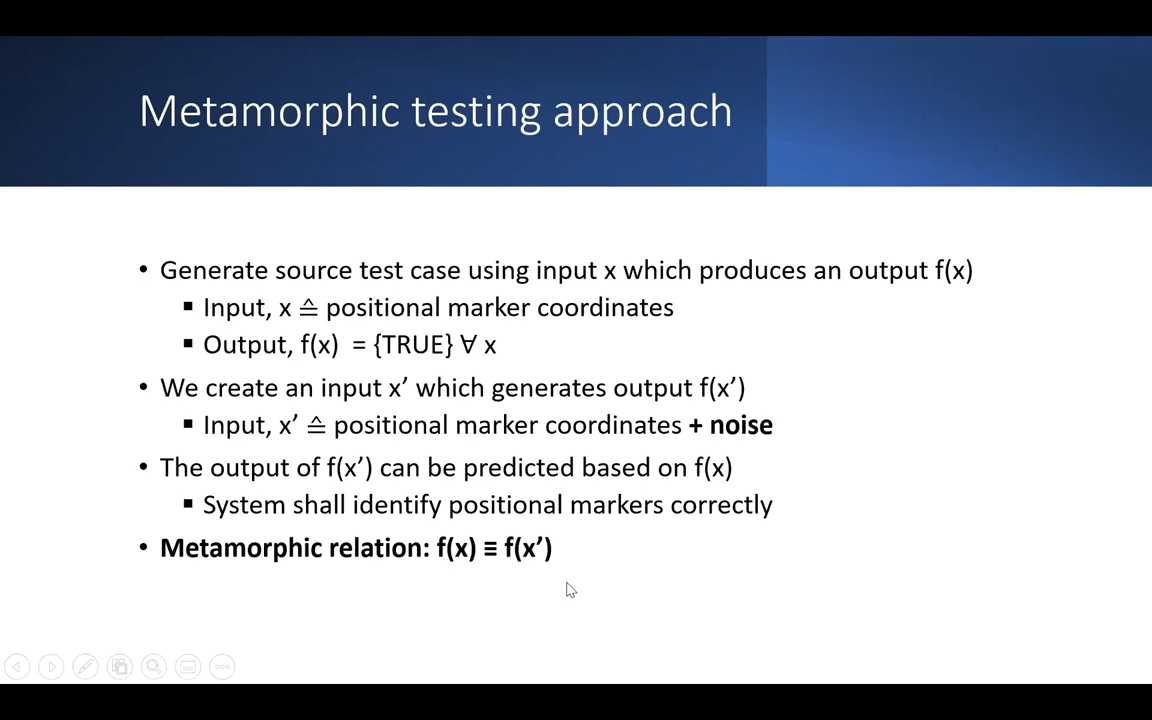 Metamorphic testing approach
• Generate source test case using input x which produces an output f(x)
▪ Input, x ≙ positional marker coordinates
▪ Output, f(x) = {TRUE} ∀ x
• We create an input x’ which generates output f(x’)
▪ Input, x’ ≙ positional marker coordinates + noise
• The output of f(x’) can be predicted based on f(x)
▪ System shall identify positional markers correctly
• Metamorphic relation: f(x) ≡ f(x’)